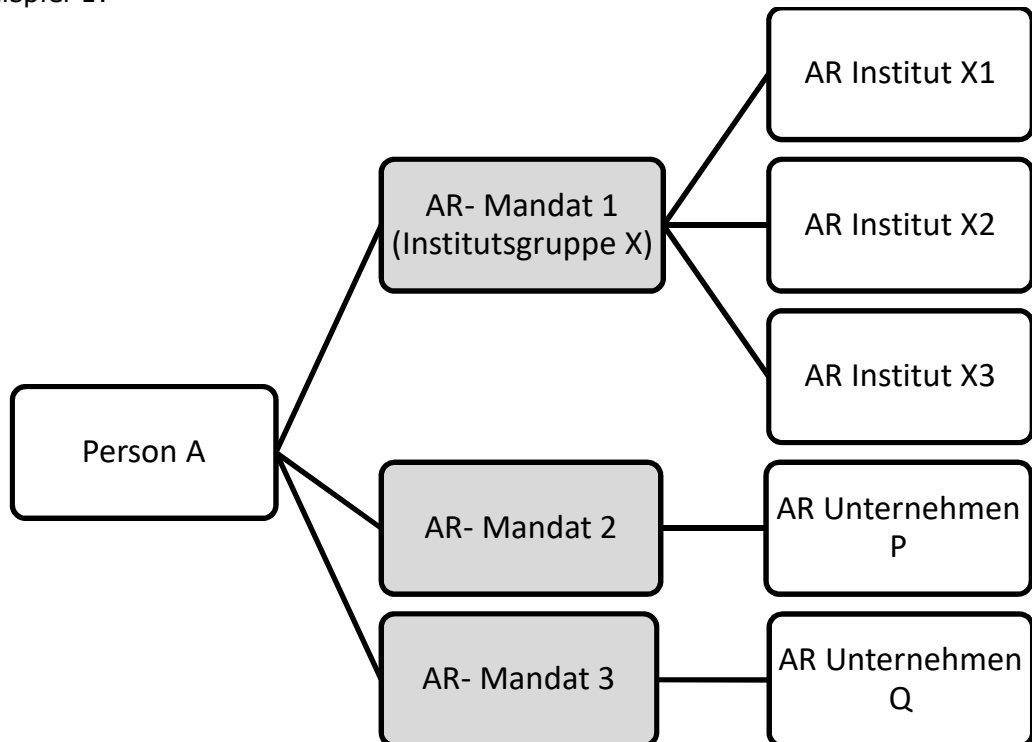 AR Institut X1
AR- Mandat 1
(Institutsgruppe X)
AR Institut X2
AR Institut X3
Person A
AR- Mandat 2
AR Unternehmen
P
AR- Mandat 3
AR Unternehmen
Q